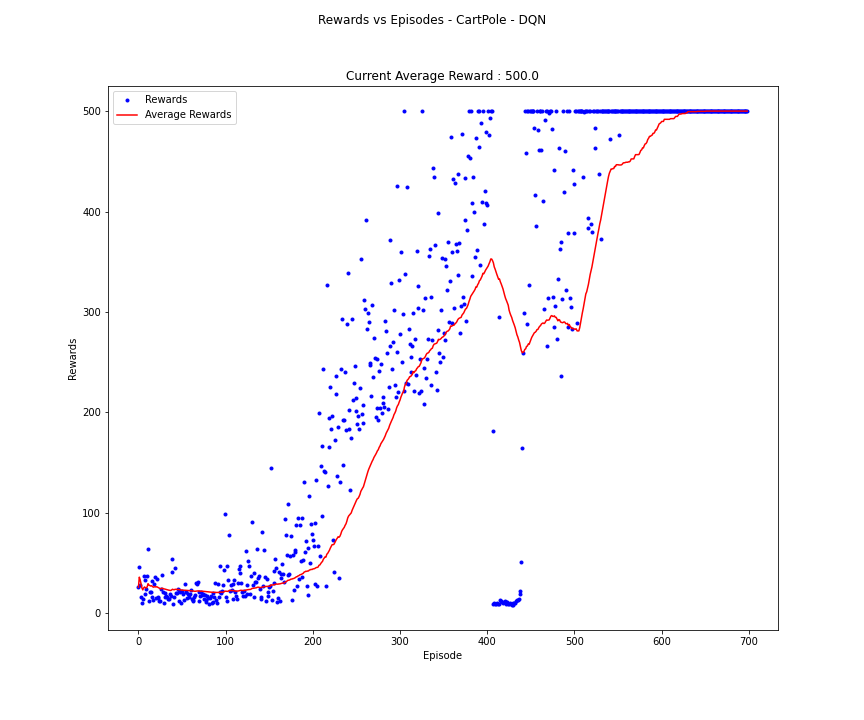 Rewards vs Episodes - CartPole - DQN
Current Average Reward : 500.0
Rewards
Average Rewards
500
400
300
200
100
0
Rewards
0 100 200 300 400 500 600 700
Episode